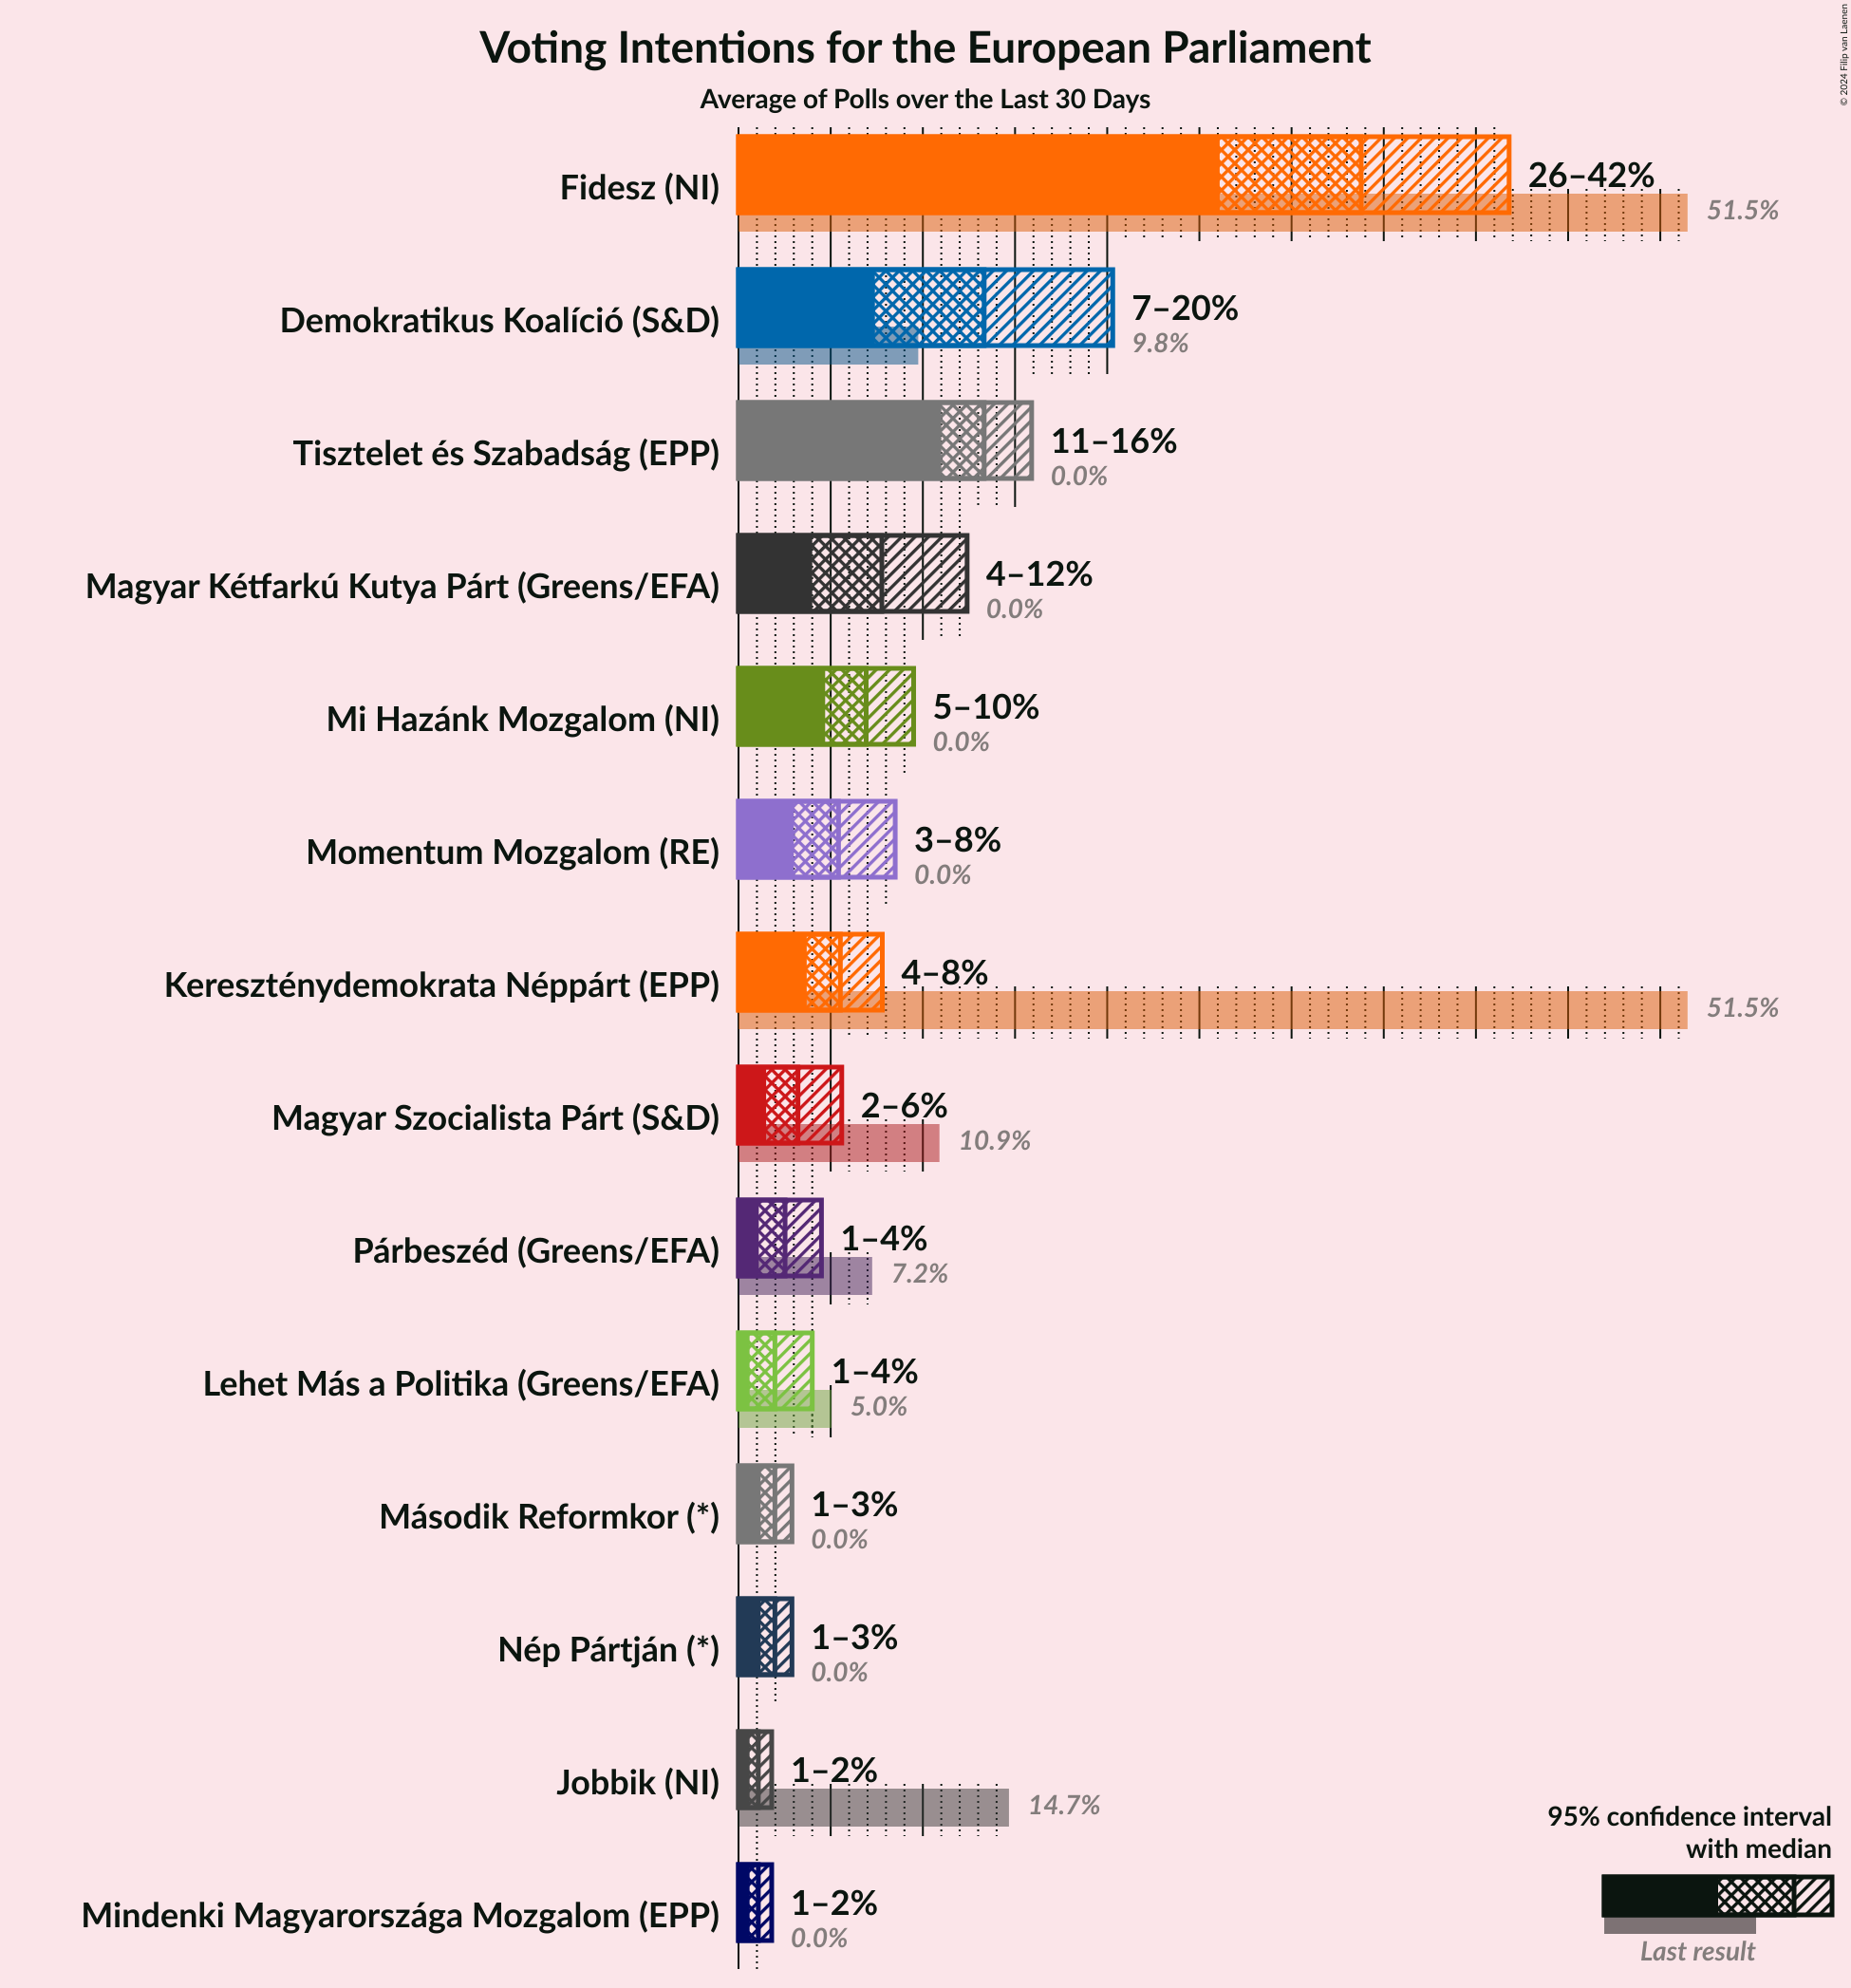 Voting Intentions for the European Parliament
Average of Polls over the Last 30 Days
© 2024 Filip van Laenen
Fidesz (NI)
26–42%
51.5%
Demokratikus Koalíció (S&D)
7–20%
9.8%
Tisztelet és Szabadság (EPP)
11–16%
0.0%
Magyar Kétfarkú Kutya Párt (Greens/EFA)
4–12%
0.0%
Mi Hazánk Mozgalom (NI)
5–10%
0.0%
Momentum Mozgalom (RE)
3–8%
0.0%
Kereszténydemokrata Néppárt (EPP)
4–8%
51.5%
Magyar Szocialista Párt (S&D)
2–6%
10.9%
Párbeszéd (Greens/EFA)
1–4%
7.2%
Lehet Más a Politika (Greens/EFA)
1–4%
5.0%
Második Reformkor (*)
1–3%
0.0%
Nép Pártján (*)
1–3%
0.0%
Jobbik (NI)
1–2%
14.7%
Mindenki Magyarországa Mozgalom (EPP)
1–2%
0.0%
95% confidence interval
with median
Last result